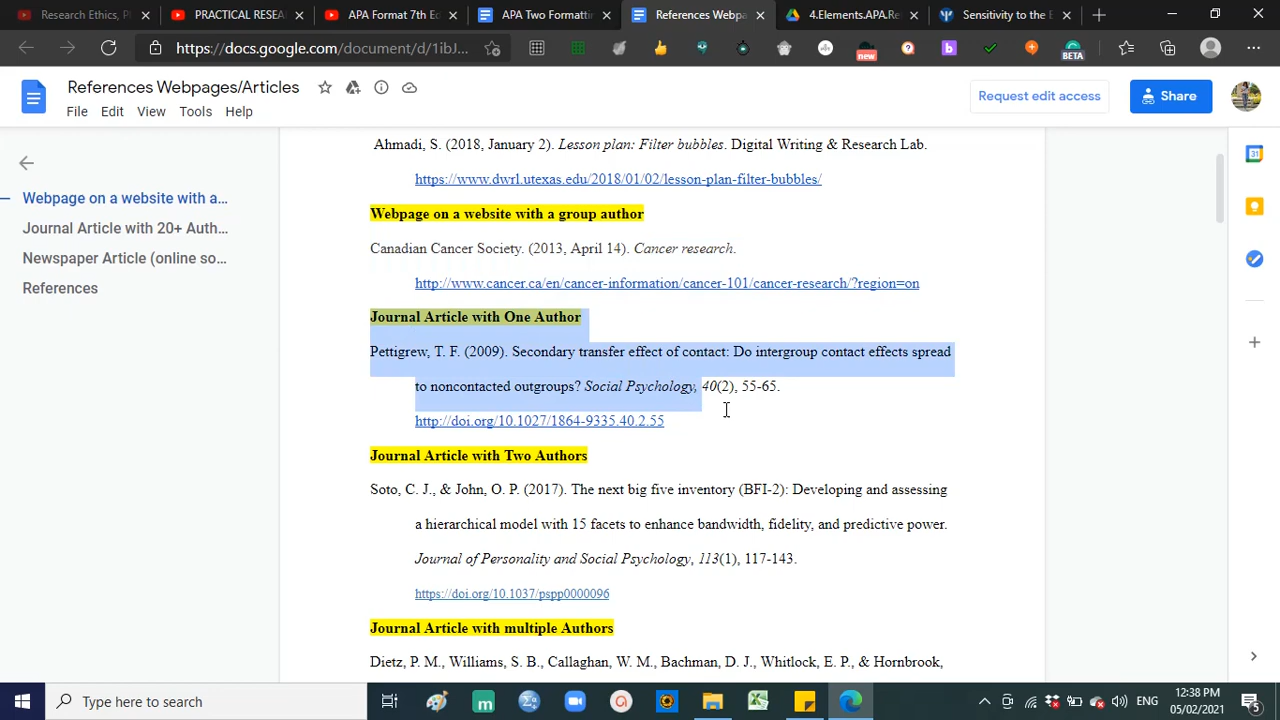 Research Ethics, P
PRACTICAL RESEA
APA Format 7th Ed
APA Two Formattin
References Webpa
4.Elements.APA.Re
Sensitivity to the E
https://docs.google.com/document/d/1ibJ...
new
BETA
References Webpages/Articles
File Edit View Tools Help
Request edit access
Share
Webpage on a website with a...
Journal Article with 20+ Auth...
Newspaper Article (online so...
References
Ahmadi, S. (2018, January 2). Lesson plan: Filter bubbles. Digital Writing & Research Lab.
https://www.dwrl.utexas.edu/2018/01/02/lesson-plan-filter-bubbles/
Webpage on a website with a group author
Canadian Cancer Society. (2013, April 14). Cancer research.
http://www.cancer.ca/en/cancer-information/cancer-101/cancer-research/?region=on
Journal Article with One Author
Pettigrew, T. F. (2009). Secondary transfer effect of contact: Do intergroup contact effects spread
to noncontacted outgroups? Social Psychology, 40(2), 55-65.
http://doi.org/10.1027/1864-9335.40.2.55
Journal Article with Two Authors
Soto, C. J., & John, O. P. (2017). The next big five inventory (BFI-2): Developing and assessing
a hierarchical model with 15 facets to enhance bandwidth, fidelity, and predictive power.
Journal of Personality and Social Psychology, 113(1), 117-143.
https://doi.org/10.1037/pspp0000096
Journal Article with multiple Authors
Dietz, P. M., Williams, S. B., Callaghan, W. M., Bachman, D. J., Whitlock, E. P., & Hornbrook,
Type here to search
ENG
12:38 PM
05/02/2021
5